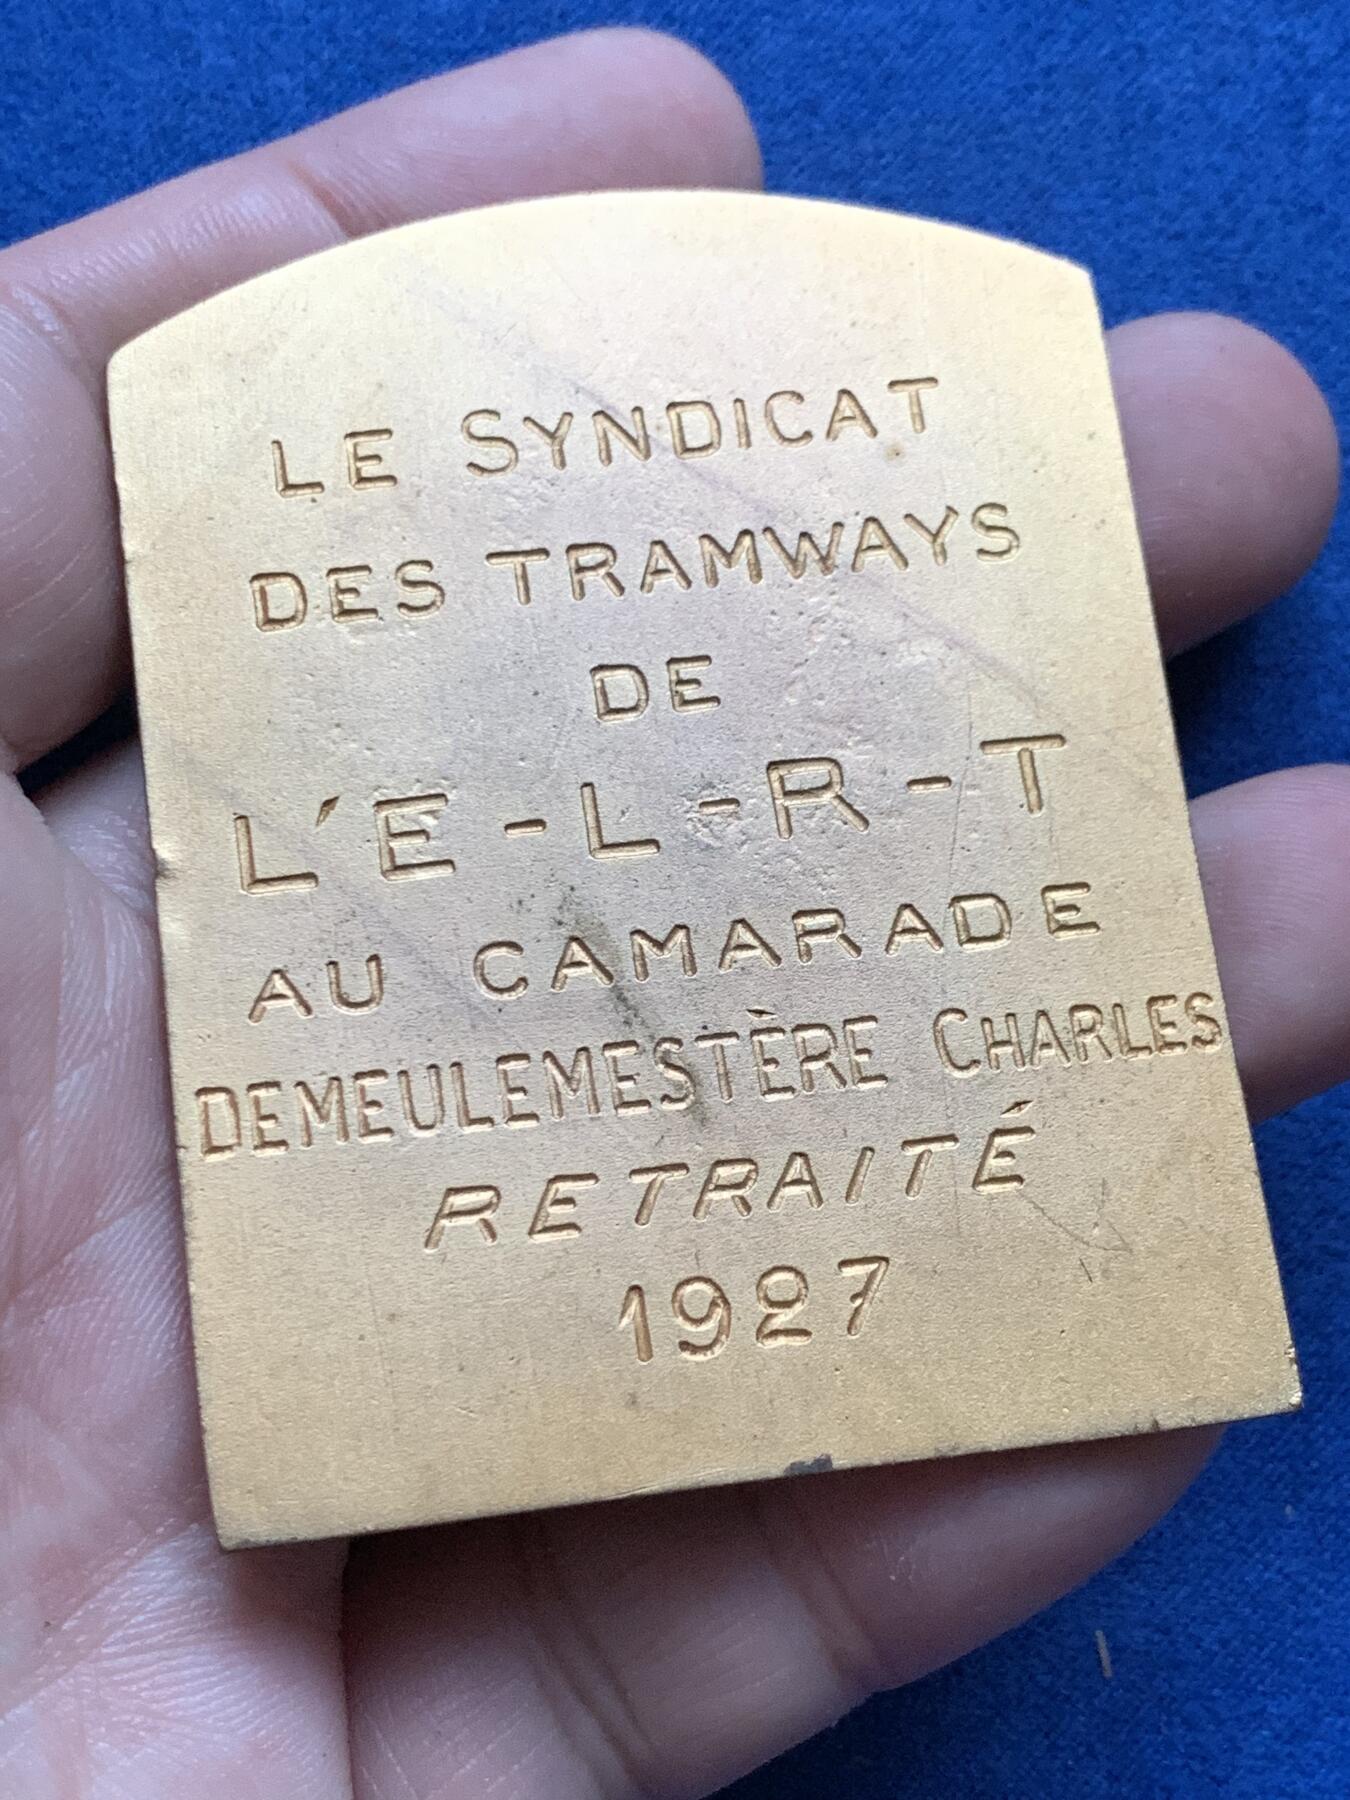 LE SYNDICAT
DES TRAMWAYS
DE
L'E-L-R-T
AU CAMARADE
DEMEULEMESTÈRE CHARLES
RETRAITÉ
1927